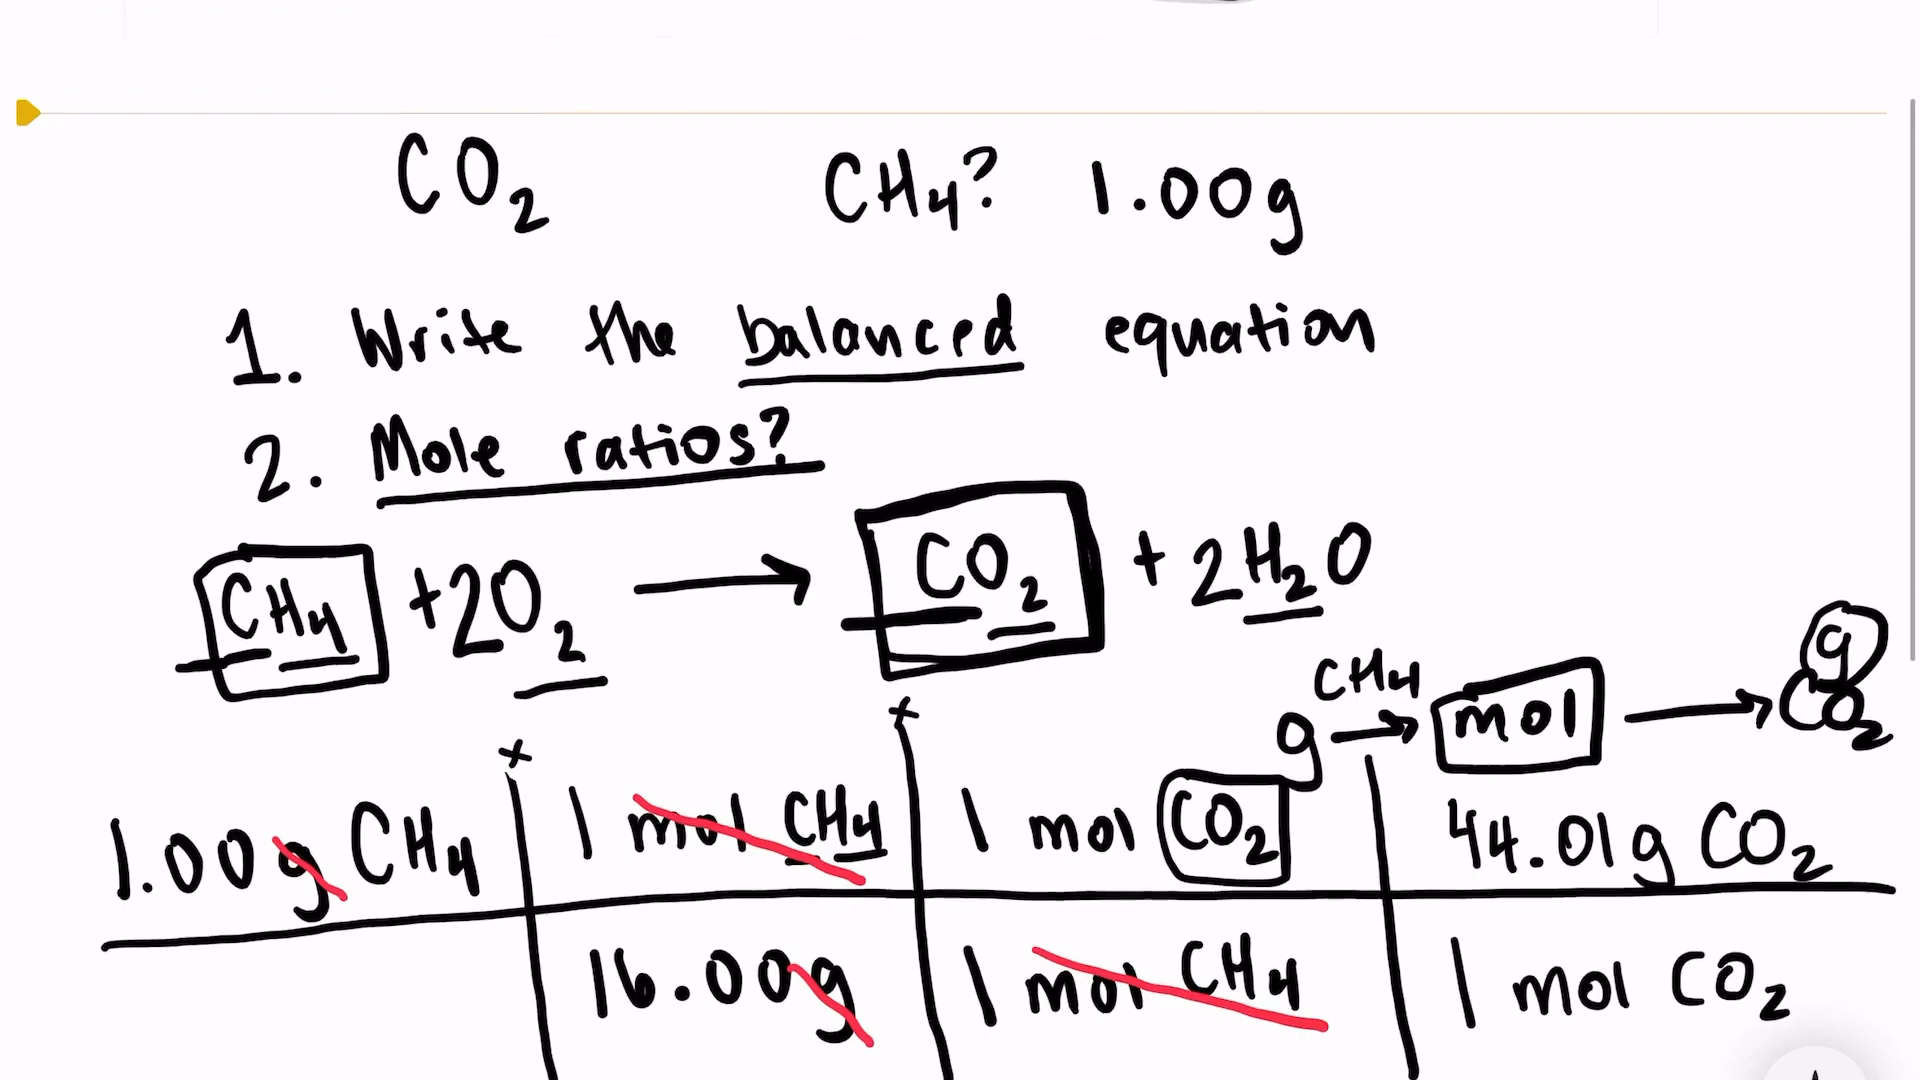 CO₂ CH₄? 1.00g
1. Write the balanced equation
2. Mole ratios?
CH₄ + 2O₂ → CO₂ + 2H₂O
g CH₄ → mol → g CO₂
1.00g CH₄ x 1 mol CH₄ x 1 mol CO₂ 44.01g CO₂
16.00g 1 mol CH₄ 1 mol CO₂